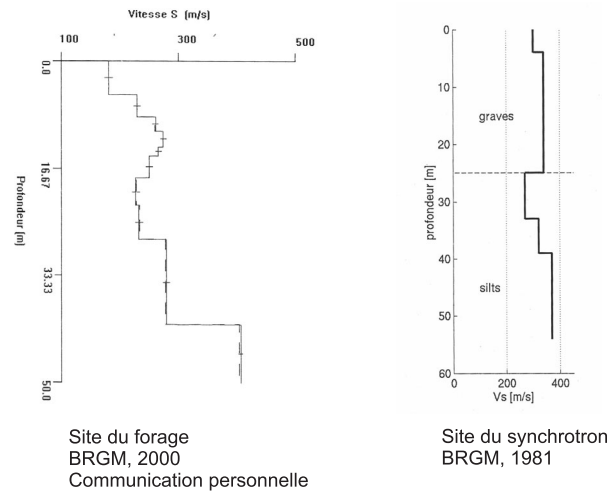 Vitesse S (m/s)
100
300
500
0.0
16.67
33.33
50.0
Profondeur [m]
Site du forage
BRGM, 2000
Communication personnelle
0
10
20
30
40
50
60
profondeur [m]
graves
silts
0
200
400
Vs [m/s]
Site du synchrotron
BRGM, 1981